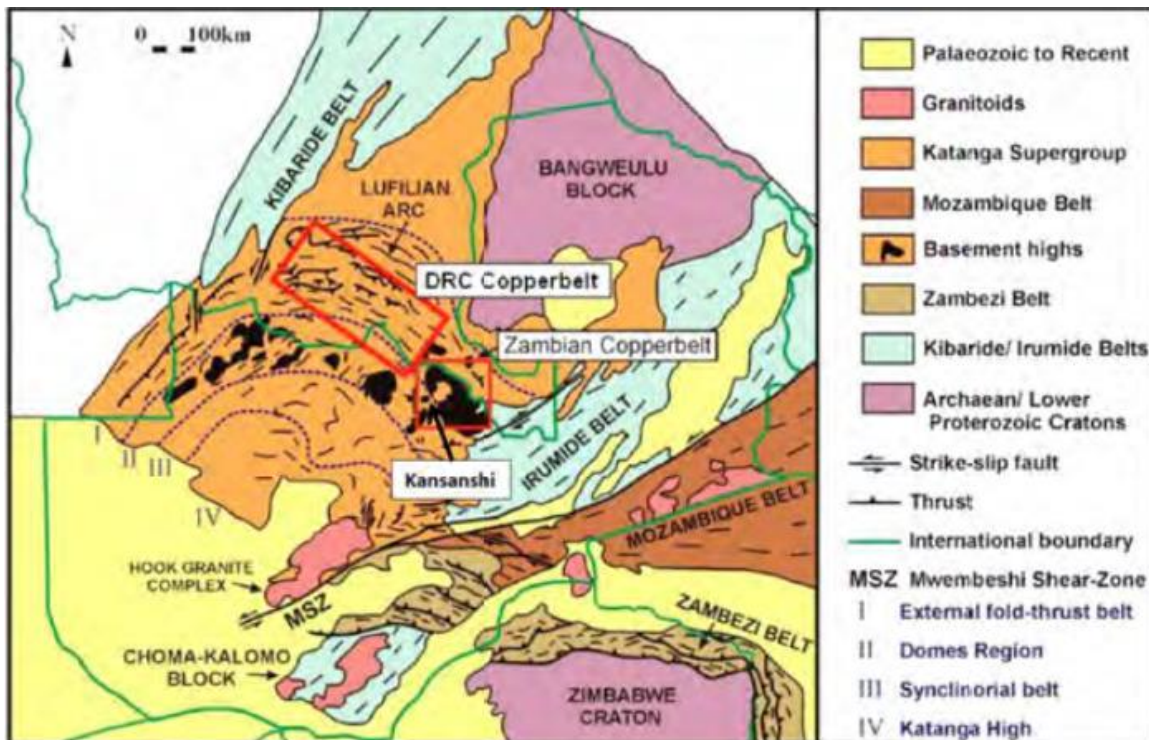 N
0 100km
KIBARIDE BELT
LUFILIAN
ARC
BANGWEULU
BLOCK
DRC Copperbelt
Zambian Copperbelt
I
II
III
IV
Kansanshi
IRUMIDE BELT
MOZAMBIQUE BELT
HOOK GRANITE
COMPLEX
MSZ
CHOMA-KALOMO
BLOCK
ZAMBEZI BELT
ZIMBABWE
CRATON
Palaeozoic to Recent
Granitoids
Katanga Supergroup
Mozambique Belt
Basement highs
Zambezi Belt
Kibaride/ Irumide Belts
Archaean/ Lower
Proterozoic Cratons
Strike-slip fault
Thrust
International boundary
MSZ Mwembeshi Shear-Zone
I External fold-thrust belt
II Domes Region
III Synclinorial belt
IV Katanga High